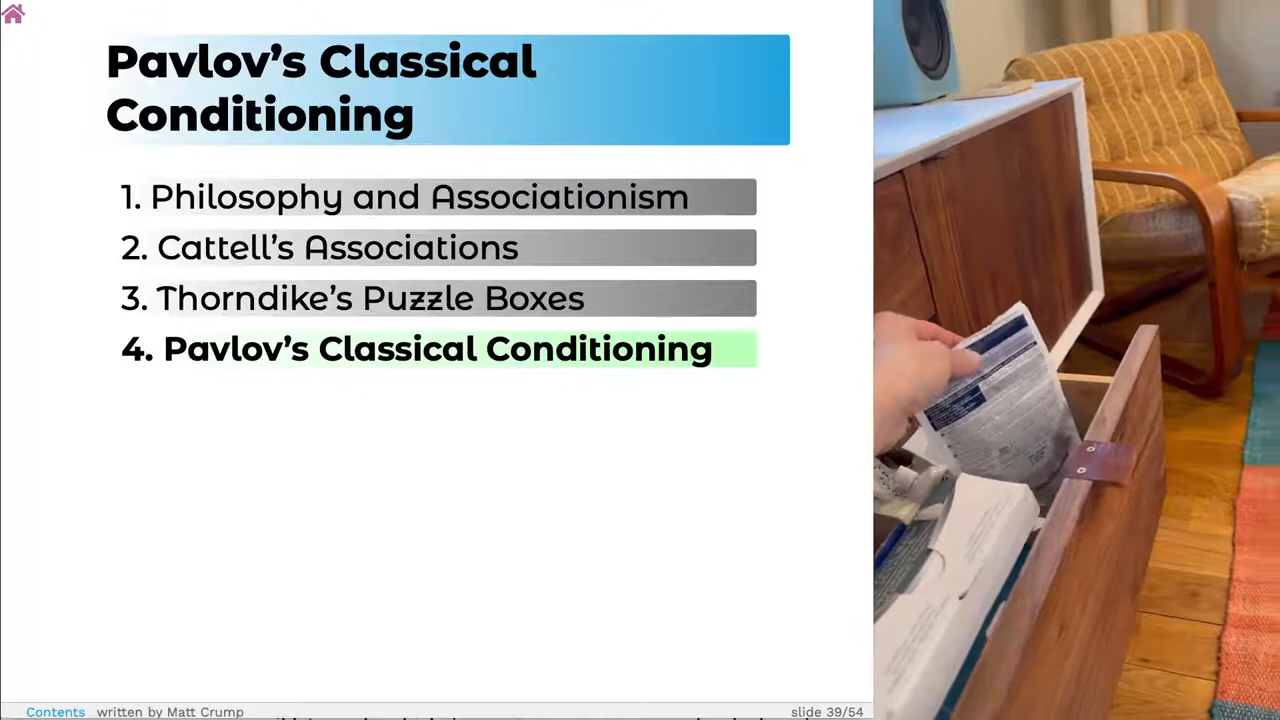 Pavlov's Classical
Conditioning
1. Philosophy and Associationism
2. Cattell's Associations
3. Thorndike's Puzzle Boxes
4. Pavlov's Classical Conditioning
Contents written by Matt Crump
slide 39/54